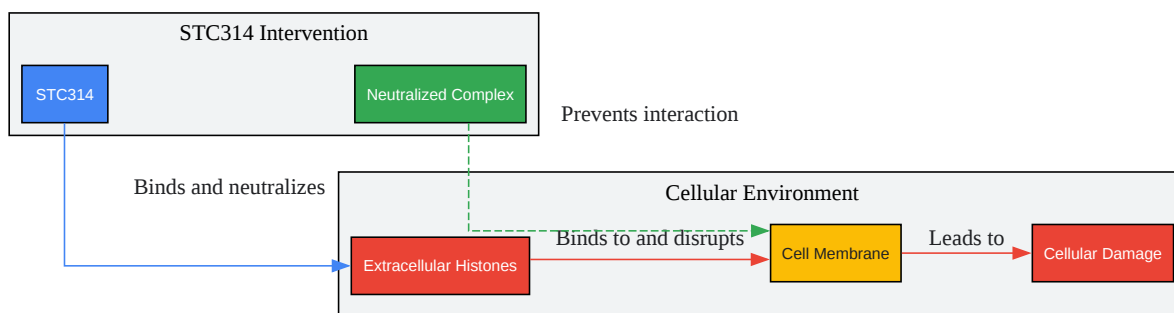 STC314 Intervention
STC314
Neutralized Complex
Prevents interaction
Binds and neutralizes
Cellular Environment
Extracellular Histones
Binds to and disrupts
Cell Membrane
Leads to
Cellular Damage